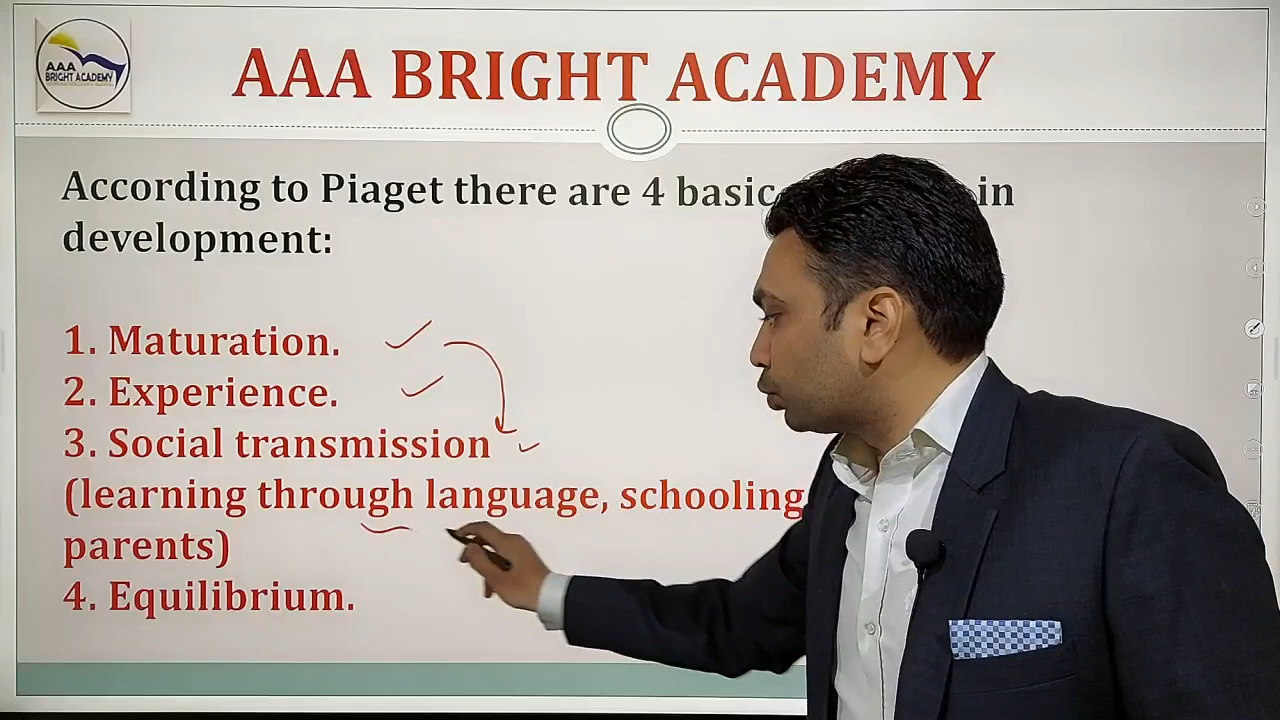 AAA
BRIGHT ACADEMY
AAA BRIGHT ACADEMY
According to Piaget there are 4 basic in
development:
1. Maturation.
2. Experience.
3. Social transmission
(learning through language, schooling
parents)
4. Equilibrium.